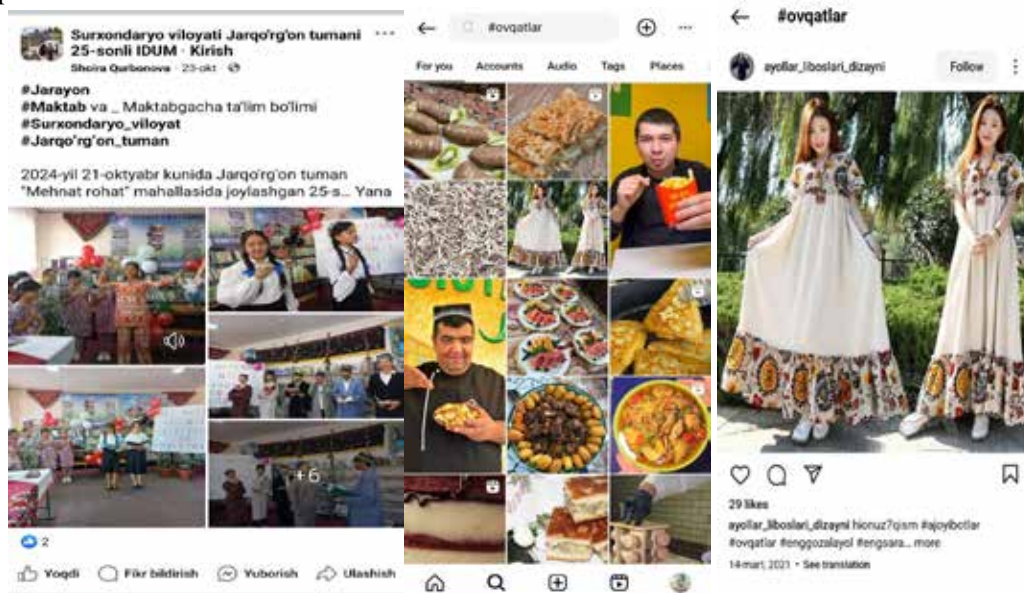 Surxondaryo viloyati Jarqo'rg'on tumani
25-sonli IDUM · Kirish
Shoira Qurbonova · 23-okt ·
#Jarayon
#Maktab va _ Maktabgacha ta'lim bo'limi
#Surxondaryo_viloyat
#Jarqo'rg'on_tuman
2024-yil 21-oktyabr kunida Jarqo'rg'on tuman
"Mehnat rohat" mahallasida joylashgan 25-s... Yana
+6
2
Yoqdi Fikr bildirish Yuborish Ulashish
#ovqatlar
For you Accounts Audio Tags Places
#ovqatlar
ayollar_liboslari_dizayni Follow
29 likes
ayollar_liboslari_dizayni hionuz7qism #ajoyibotlar
#ovqatlar #enggozalayol #engsara... more
14 mart, 2021 • See translation